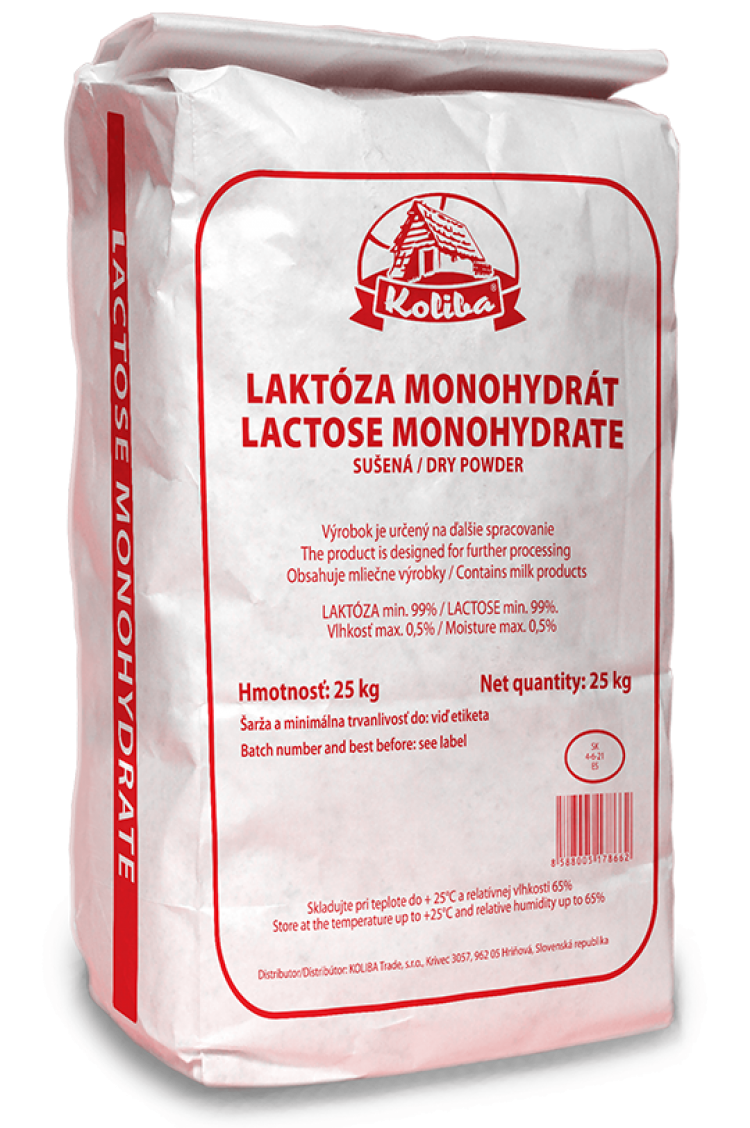 LACTOSE MONOHYDRATE
Koliba®
LAKTÓZA MONOHYDRÁT
LACTOSE MONOHYDRATE
SUŠENÁ / DRY POWDER
Výrobok je určený na ďalšie spracovanie
The product is designed for further processing
Obsahuje mliečne výrobky / Contains milk products
LAKTÓZA min. 99% / LACTOSE min. 99%.
Vlhkosť max. 0,5% / Moisture max. 0,5%
Hmotnosť: 25 kg Net quantity: 25 kg
Šarža a minimálna trvanlivosť do: viď etiketa
Batch number and best before: see label
SK
4-6-21
ES
8 588005 178662
Skladujte pri teplote do + 25°C a relatívnej vlhkosti 65%
Store at the temperature up to +25°C and relative humidity up to 65%
Distributor/Distribútor: KOLIBA Trade, s.r.o., Krivec 3057, 962 05 Hriňová, Slovenská republika